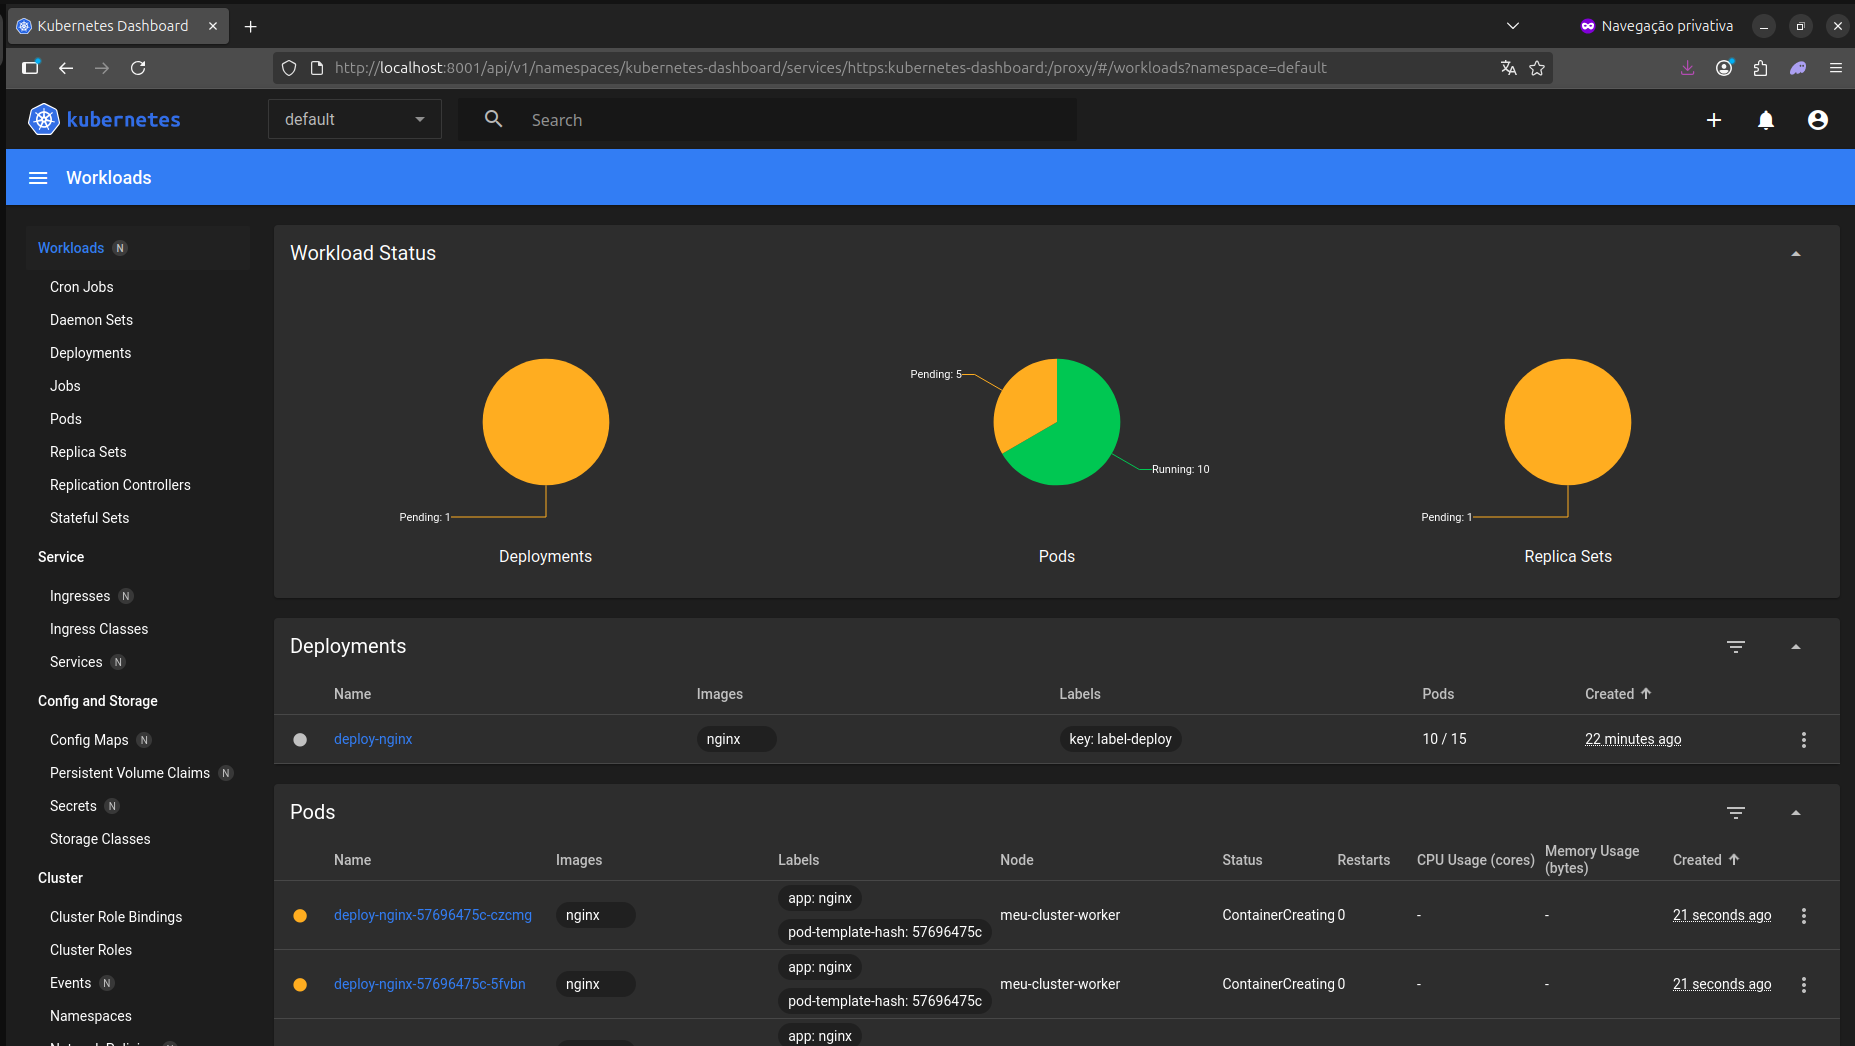 Kubernetes Dashboard
Navegação privativa
http://localhost:8001/api/v1/namespaces/kubernetes-dashboard/services/https:kubernetes-dashboard:/proxy/#/workloads?namespace=default
kubernetes
default
Search
Workloads
Workloads N
Cron Jobs
Daemon Sets
Deployments
Jobs
Pods
Replica Sets
Replication Controllers
Stateful Sets
Service
Ingresses N
Ingress Classes
Services N
Config and Storage
Config Maps N
Persistent Volume Claims N
Secrets N
Storage Classes
Cluster
Cluster Role Bindings
Cluster Roles
Events N
Namespaces
Workload Status
Pending: 1
Deployments
Pending: 5
Running: 10
Pods
Pending: 1
Replica Sets
Deployments
Name Images Labels Pods Created
deploy-nginx nginx key: label-deploy 10 / 15 22 minutes ago
Pods
Name Images Labels Node Status Restarts CPU Usage (cores) Memory Usage (bytes) Created
deploy-nginx-57696475c-czcmg nginx app: nginx meu-cluster-worker ContainerCreating 0 - - 21 seconds ago
pod-template-hash: 57696475c
deploy-nginx-57696475c-5fvbn nginx app: nginx meu-cluster-worker ContainerCreating 0 - - 21 seconds ago
pod-template-hash: 57696475c
app: nginx